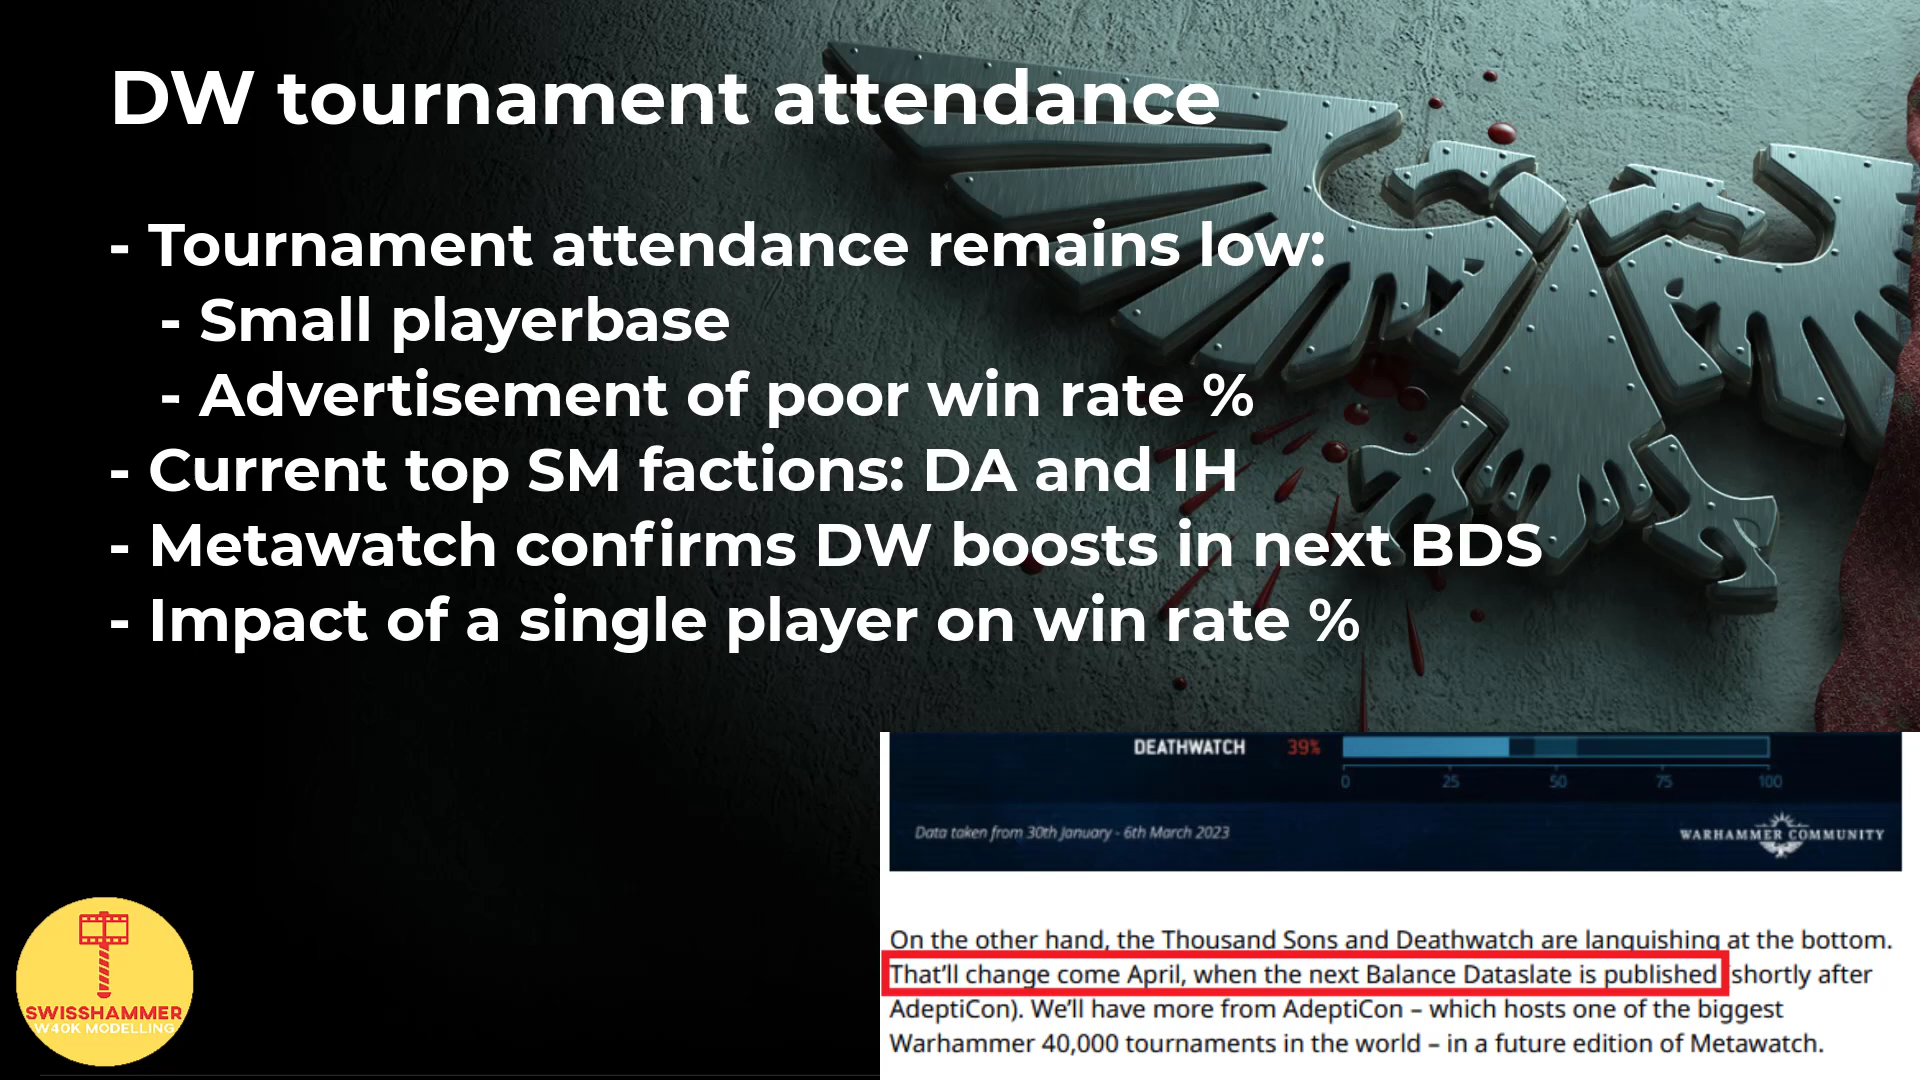 DW tournament attendance
- Tournament attendance remains low:
- Small playerbase
- Advertisement of poor win rate %
- Current top SM factions: DA and IH
- Metawatch confirms DW boosts in next BDS
- Impact of a single player on win rate %
DEATHWATCH 39%
0 25 50 75 100
Data taken from 30th January - 6th March 2023
WARHAMMER COMMUNITY
On the other hand, the Thousand Sons and Deathwatch are languishing at the bottom.
That'll change come April, when the next Balance Dataslate is published shortly after
AdeptiCon). We'll have more from AdeptiCon – which hosts one of the biggest
Warhammer 40,000 tournaments in the world – in a future edition of Metawatch.
SWISSHAMMER
W40K MODELLING